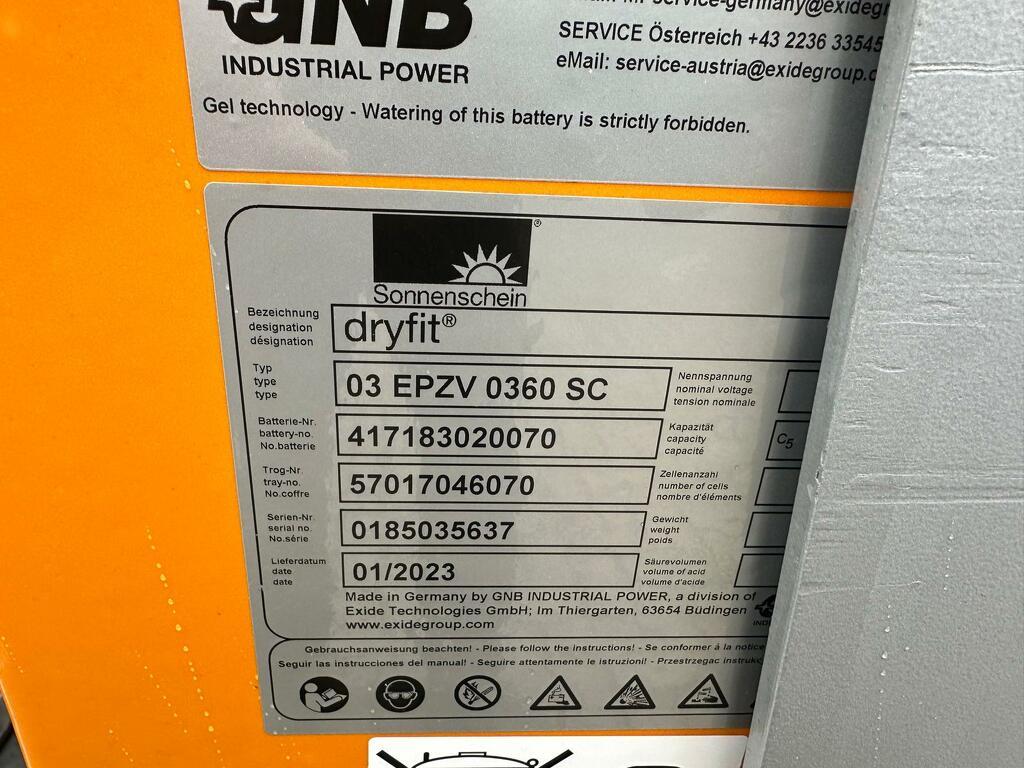 GNB
service-germany@exidegr
INDUSTRIAL POWER
SERVICE Österreich +43 2236 33545
eMail: service-austria@exidegroup.c
Gel technology - Watering of this battery is strictly forbidden.
®
Sonnenschein
Bezeichnung
designation
désignation
dryfit®
Typ
type
type
03 EPZV 0360 SC
Nennspannung
nominal voltage
tension nominale
Batterie-Nr.
battery-no.
No.batterie
417183020070
Kapazität
capacity
capacité
C5
Trog-Nr.
tray-no.
No.coffre
57017046070
Zellenanzahl
number of cells
nombre d'éléments
Serien-Nr.
serial no.
No.série
0185035637
Gewicht
weight
poids
Lieferdatum
date
date
01/2023
Säurevolumen
volume of acid
volume d'acide
Made in Germany by GNB INDUSTRIAL POWER, a division of
Exide Technologies GmbH; Im Thiergarten, 63654 Büdingen
www.exidegroup.com
Gebrauchsanweisung beachten! - Please follow the instructions! - Se conformer à la notice
Seguir las instrucciones del manual! - Seguire attentamente le istruzioni! - Przestrzegac instruk